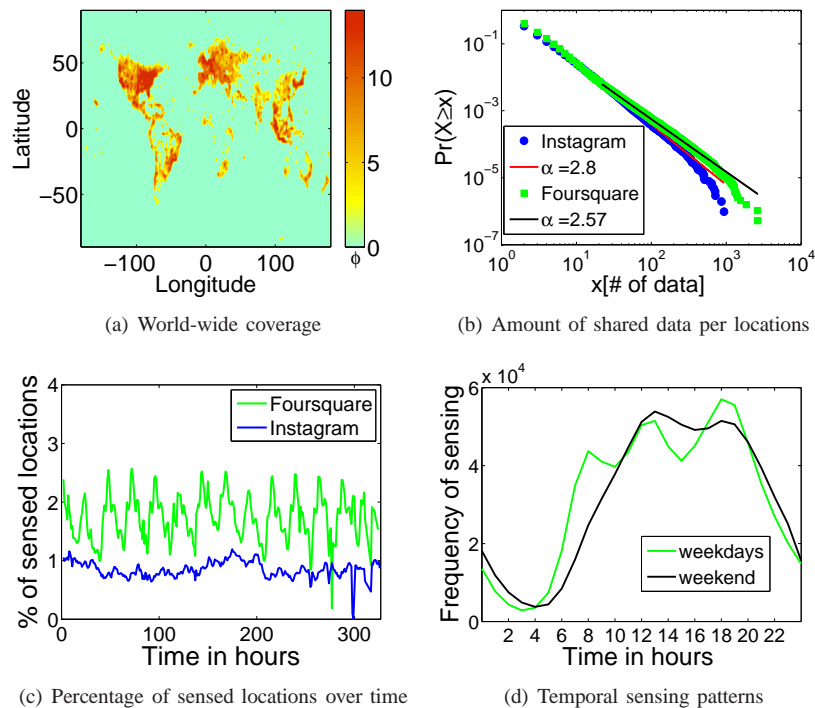 50
0
−50
Latitude
−100 0 100
Longitude
10
5
0
ϕ
(a) World-wide coverage
10^-1
10^-3
10^-5
10^-7
Pr(X≥x)
Instagram
α =2.8
Foursquare
α =2.57
10^0 10^1 10^2 10^3 10^4
x[# of data]
(b) Amount of shared data per locations
4
3
2
1
0
% of sensed locations
Foursquare
Instagram
0 100 200 300
Time in hours
(c) Percentage of sensed locations over time
x 10^4
6
4
2
0
Frequency of sensing
weekdays
weekend
2 4 6 8 10 12 14 16 18 20 22
Time in hours
(d) Temporal sensing patterns